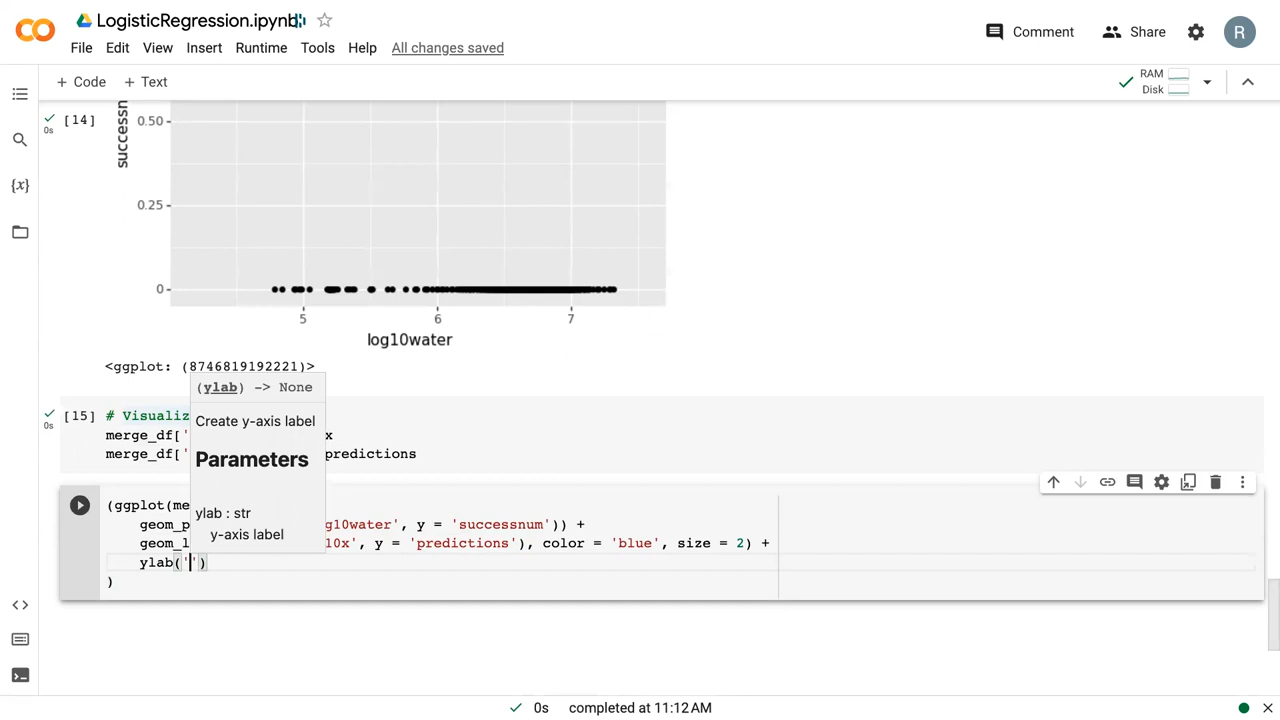 LogisticRegression.ipynb
File Edit View Insert Runtime Tools Help All changes saved
Comment Share R
+ Code + Text
RAM
Disk
[14]
0s
successn
0.50
0.25
0
5 6 7
log10water
<ggplot: (8746819192221)>
(ylab) -> None
Create y-axis label
Parameters
ylab : str
y-axis label
[15] # Visualiz
0s
merge_df[' x
merge_df[' predictions
(ggplot(me
geom_p g10water', y = 'successnum')) +
geom_l 10x', y = 'predictions'), color = 'blue', size = 2) +
ylab('')
)
0s completed at 11:12 AM